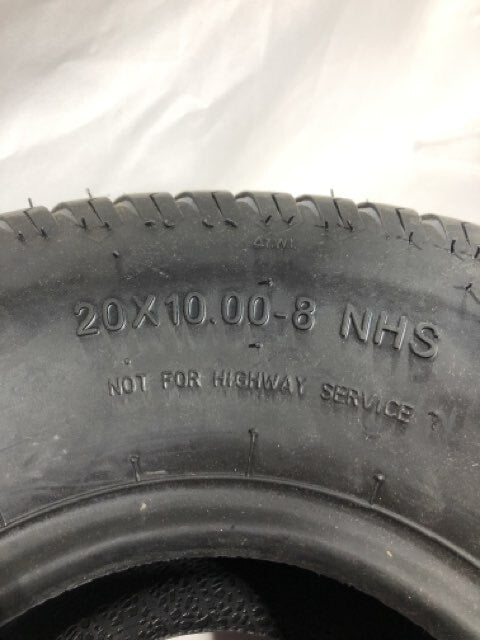 20X10.00-8 NHS
NOT FOR HIGHWAY SERVICE